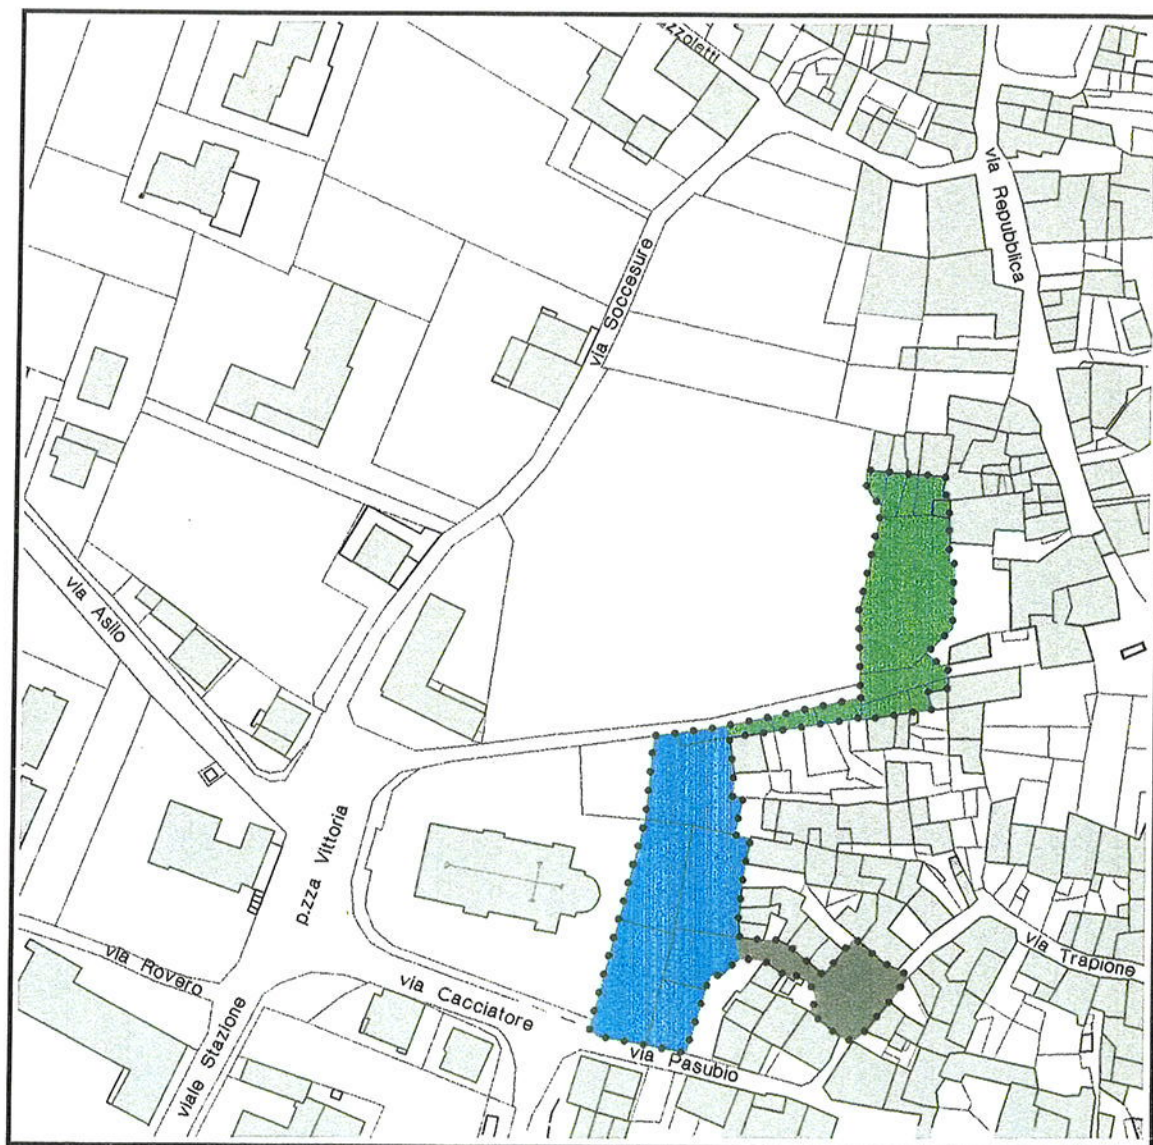 via Repubblica
via Soccesure
via Asilo
p.zza Vittoria
via Rovero
viale Stazione
via Cacciatore
via Pasubio
via Trapione